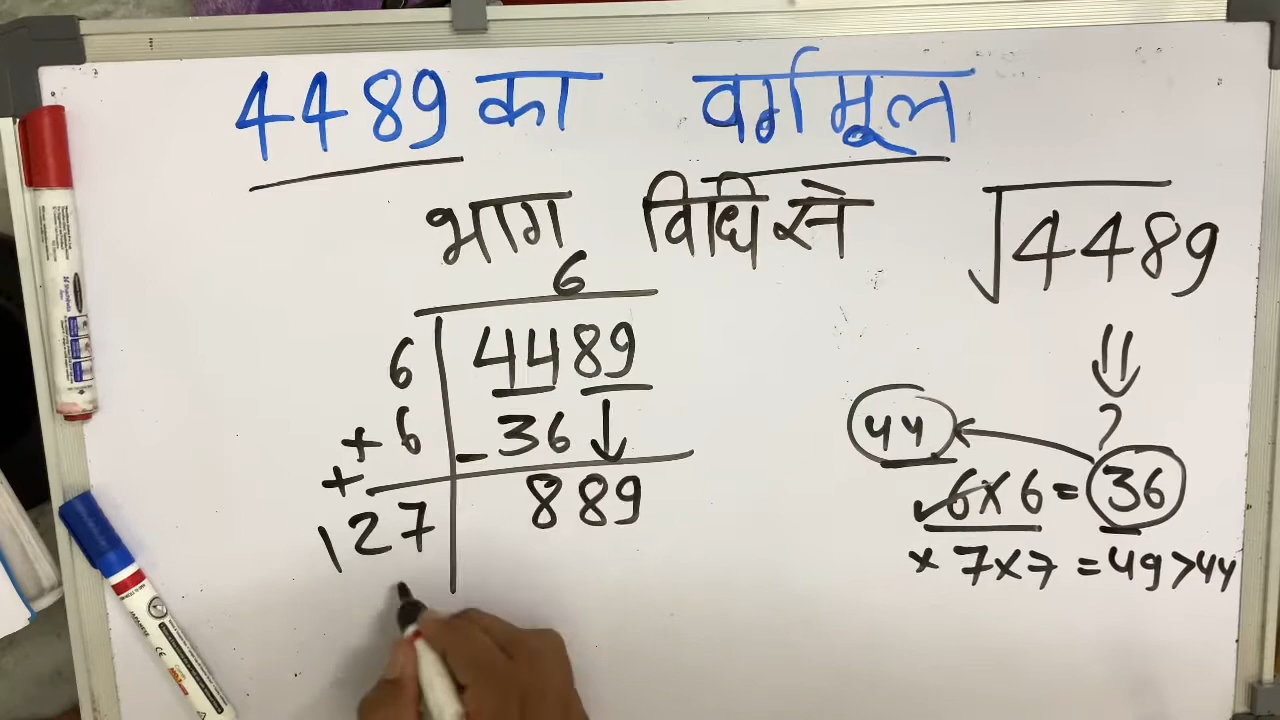 4489 का वर्गमूल
भाग विधि से
√4489
6
6 4489
+ 6 - 36
+
127 889
?
44
6×6 = 36
× 7×7 = 49 > 44